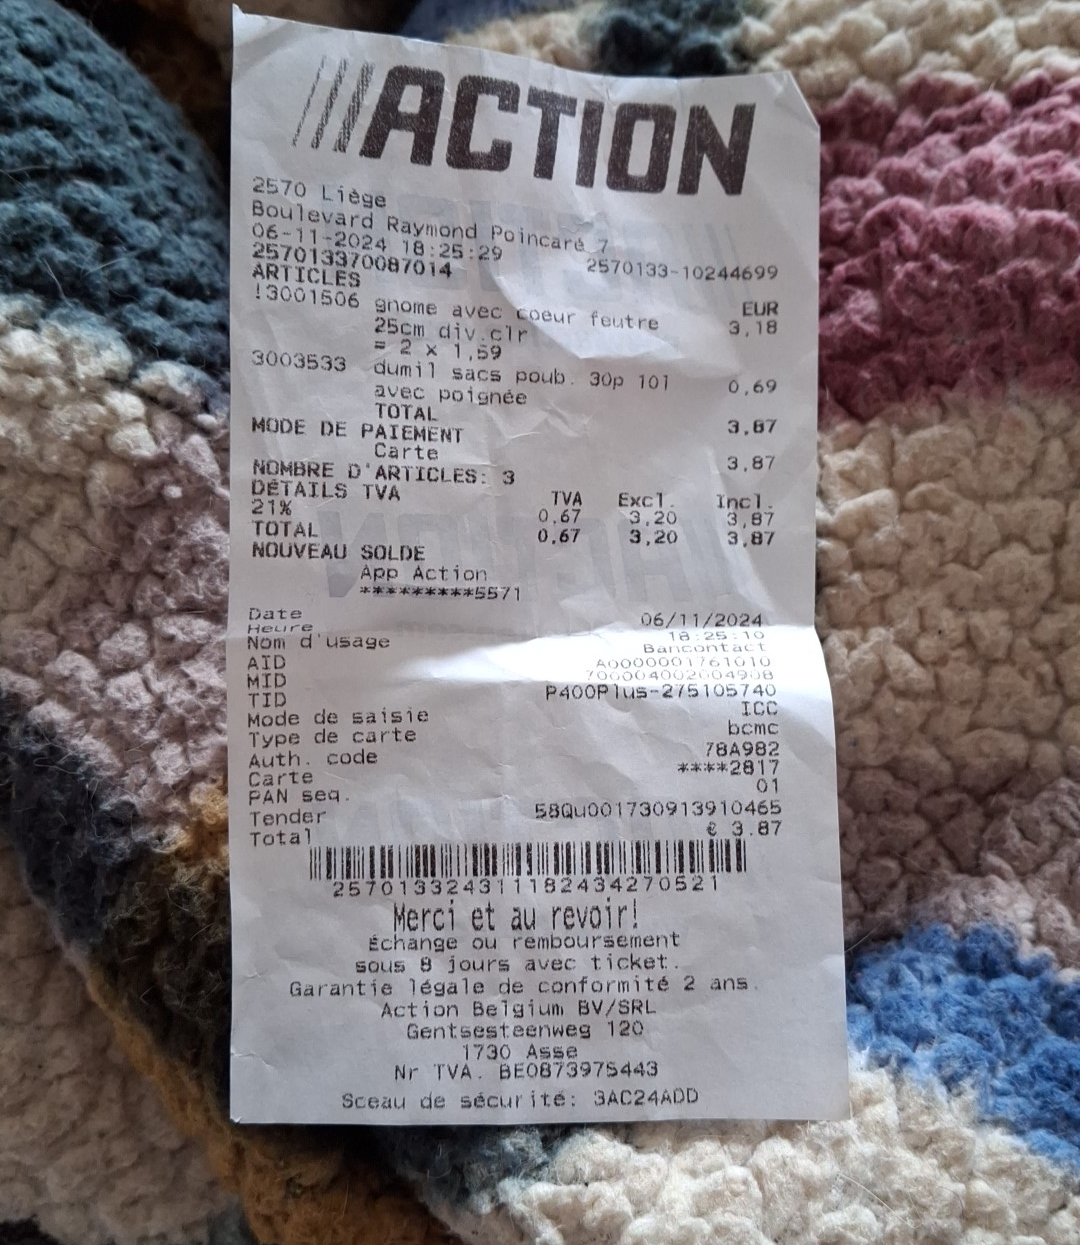 ACTION
2570 Liège
Boulevard Raymond Poincaré 7
06-11-2024 18:25:29
257013370087014 2570133-10244699
ARTICLES EUR
!3001506 gnome avec coeur feutre 3,18
25cm div.clr
= 2 x 1,59
3003533 dumil sacs poub. 30p 10l 0,69
avec poignée
TOTAL 3,87
MODE DE PAIEMENT
Carte 3,87
NOMBRE D'ARTICLES: 3
DÉTAILS TVA TVA Excl. Incl.
21% 0,67 3,20 3,87
TOTAL 0,67 3,20 3,87
NOUVEAU SOLDE
App Action
*********5571
Date 06/11/2024
Heure 18:25:10
Nom d'usage Bancontact
AID A0000001761010
MID
TID P400Plus-275105740
Mode de saisie ICC
Type de carte bcmc
Auth. code 78A982
Carte ****2817
PAN seq. 01
Tender 58Qu001730913910465
Total € 3.87
2570133243111182434270521
Merci et au revoir!
Échange ou remboursement
sous 8 jours avec ticket.
Garantie légale de conformité 2 ans.
Action Belgium BV/SRL
Gentsesteenweg 120
1730 Asse
Nr TVA. BE0873975443
Sceau de sécurité: 3AC24ADD